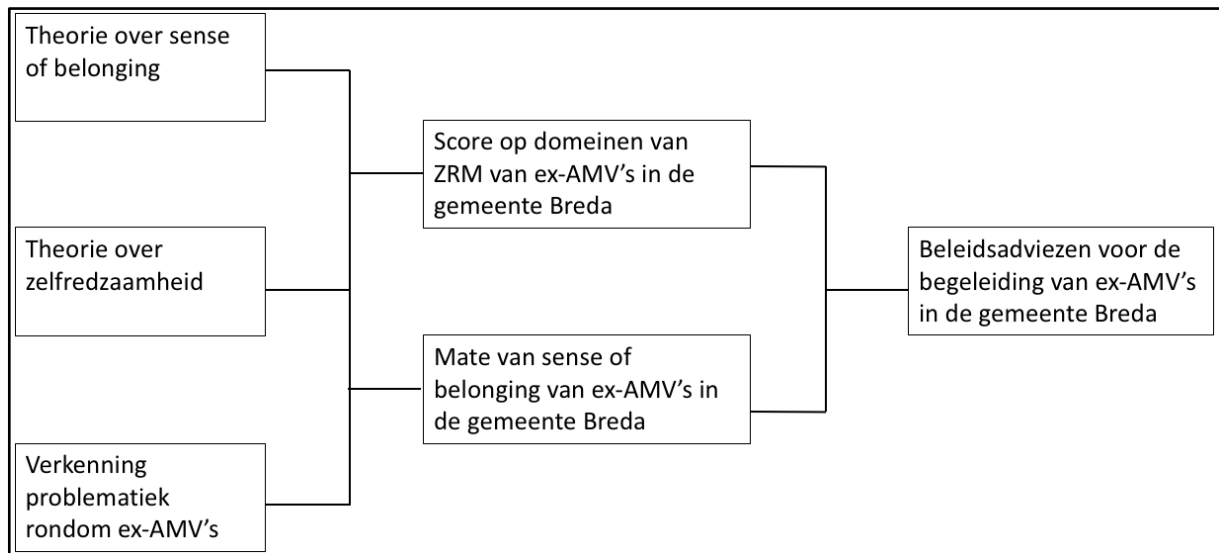 Theorie over sense
of belonging
Theorie over
zelfredzaamheid
Verkenning
problematiek
rondom ex-AMV’s
Score op domeinen van
ZRM van ex-AMV’s in de
gemeente Breda
Mate van sense of
belonging van ex-AMV’s in
de gemeente Breda
Beleidsadviezen voor de
begeleiding van ex-AMV’s
in de gemeente Breda